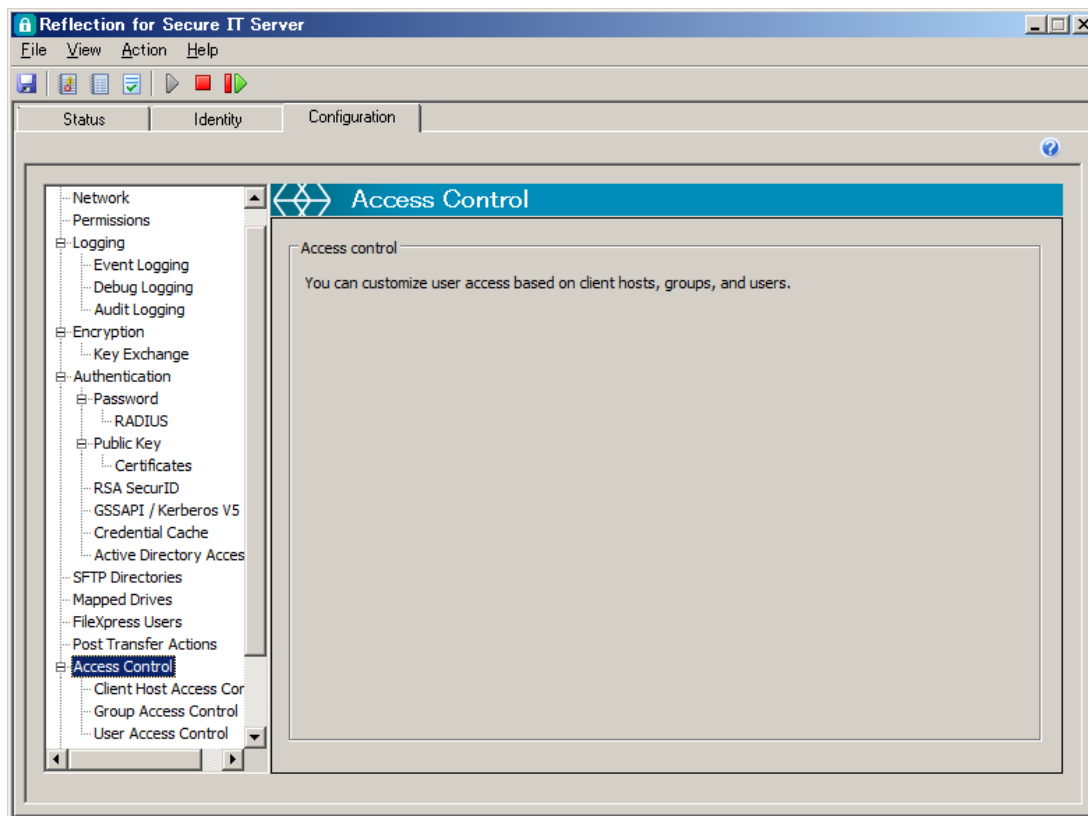 Reflection for Secure IT Server
File View Action Help
Status Identity Configuration
Network
Permissions
Logging
Event Logging
Debug Logging
Audit Logging
Encryption
Key Exchange
Authentication
Password
RADIUS
Public Key
Certificates
RSA SecurID
GSSAPI / Kerberos V5
Credential Cache
Active Directory Acces
SFTP Directories
Mapped Drives
FileXpress Users
Post Transfer Actions
Access Control
Client Host Access Cor
Group Access Control
User Access Control
Access Control
Access control
You can customize user access based on client hosts, groups, and users.